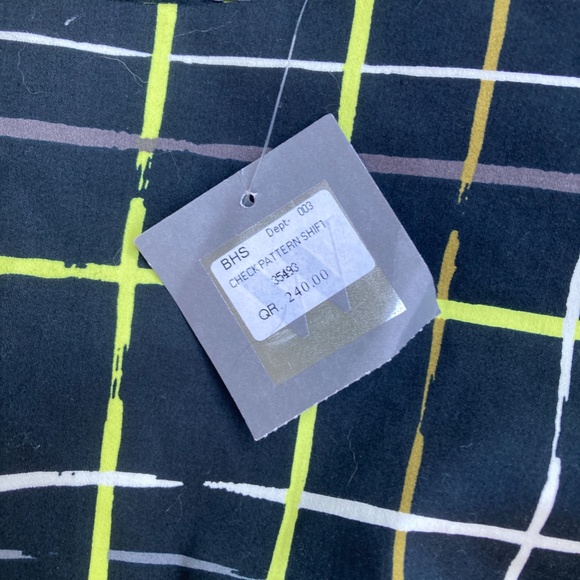 BHS Dept- 003
CHECK PATTERN SHIFT
35493
QR 240.00